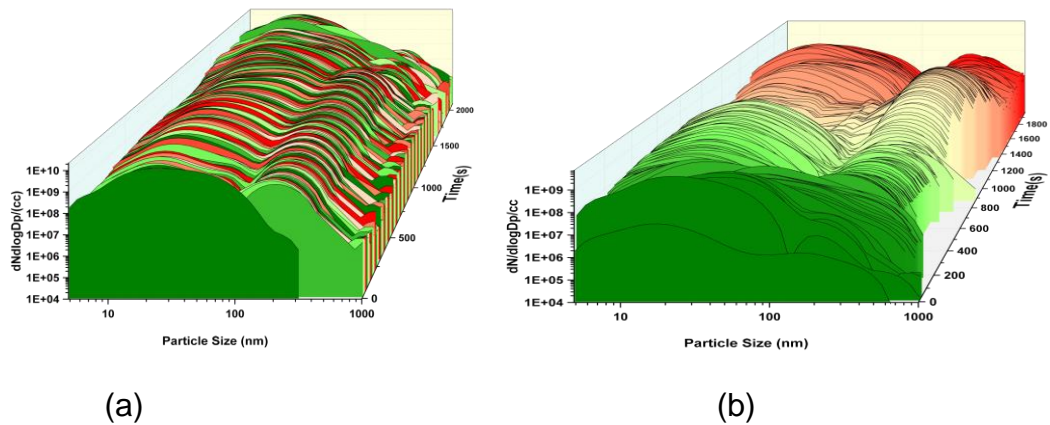 1E+10
1E+09
1E+08
1E+07
1E+06
1E+05
1E+04
dNdlogDp/(cc)
10
100
1000
Particle Size (nm)
0
500
1000
1500
2000
Time(s)
(a)
1E+09
1E+08
1E+07
1E+06
1E+05
1E+04
dN/dlogDp/cc
10
100
1000
Particle Size (nm)
0
200
400
600
800
1000
1200
1400
1600
1800
Time(s)
(b)